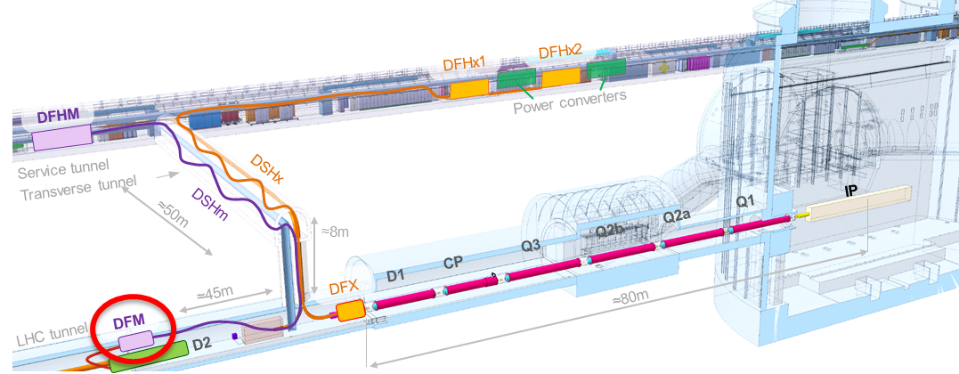 DFHx1
DFHx2
Power converters
DFHM
Service tunnel
Transverse tunnel
DSHx
DSHm
≈50m
≈8m
IP
Q1
Q2a
Q2b
Q3
CP
D1
DFX
≈45m
≈80m
LHC tunnel
DFM
D2